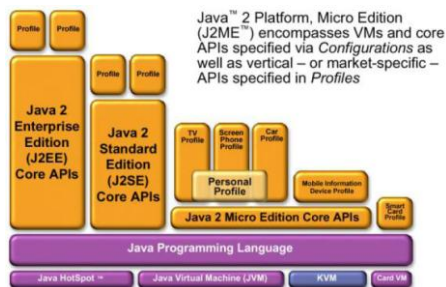 Java™ 2 Platform, Micro Edition
(J2ME™) encompasses VMs and core
APIs specified via Configurations as
well as vertical – or market-specific –
APIs specified in Profiles
Profile
Profile
Java 2
Enterprise
Edition
(J2EE)
Core APIs
Profile
Profile
Java 2
Standard
Edition
(J2SE)
Core APIs
TV
Profile
Screen
Phone
Profile
Car
Profile
Personal
Profile
Mobile Information
Device Profile
Smart
Card
Profile
Java 2 Micro Edition Core APIs
Java Programming Language
Java HotSpot ™
Java Virtual Machine (JVM)
KVM
Card VM